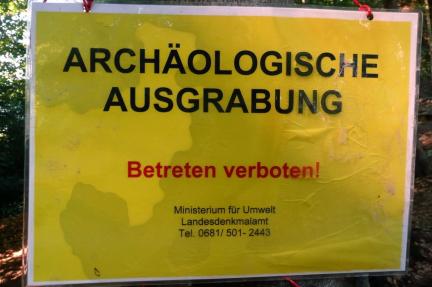 ARCHÄOLOGISCHE
AUSGRABUNG
Betreten verboten!
Ministerium für Umwelt
Landesdenkmalamt
Tel. 0681/ 501- 2443